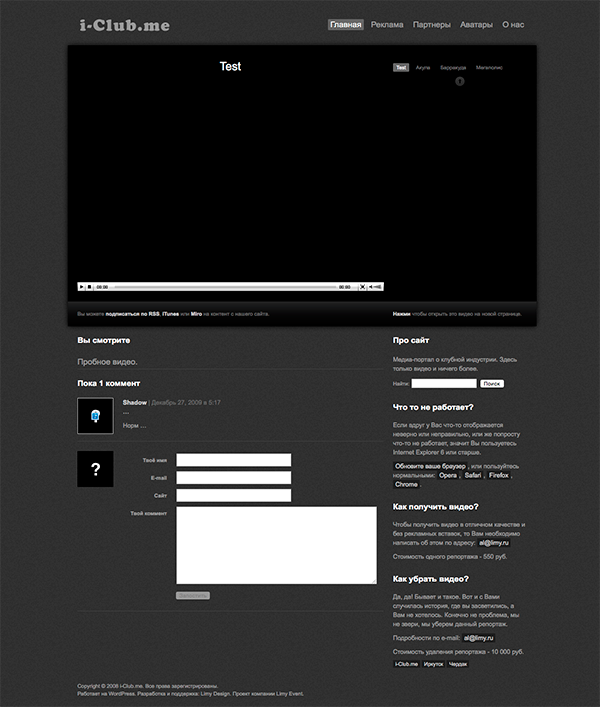 i-Club.me
Главная Реклама Партнеры Аватары О нас
Test
Test Акула Барракуда Мегаполис
00:00 00:00
Вы можете подписаться по RSS, iTunes или Miro на контент с нашего сайта.
Нажми чтобы открыть это видео на новой странице.
Вы смотрите
Пробное видео.
Пока 1 коммент
Shadow | Декабрь 27, 2009 в 5:17
...
Норм ...
?
Твоё имя
E-mail
Сайт
Твой коммент
Про сайт
Медиа-портал о клубной индустрии. Здесь
только видео и ничего более.
Найти: Поиск
Что то не работает?
Если вдруг у Вас что-то отображается
неверно или неправильно, или же попросту
что-то не работает, значит Вы пользуетесь
Internet Explorer 6 или старше.
Обновите ваше браузер , или пользуйтесь
нормальными: Opera , Safari , Firefox ,
Chrome .
Как получить видео?
Чтобы получить видео в отличном качестве и
без рекламных вставок, то Вам необходимо
написать об этом по адресу: al@limy.ru
Стоимость одного репортажа - 550 руб.
Как убрать видео?
Да, да! Бывает и такое. Вот и с Вами
случилась история, где вы засветились, а
Вам не хотелось. Конечно не проблема, мы
не звери, мы уберем данный репортаж.
Подробности по e-mail: al@limy.ru
Стоимость удаления репортажа - 10 000 руб.
i-Club.me Иркутск Чердак
Copyright © 2008 i-Club.me. Все права зарегистрированы.
Работает на WordPress. Разработка и поддержка: Limy Design. Проект компании Limy Event.